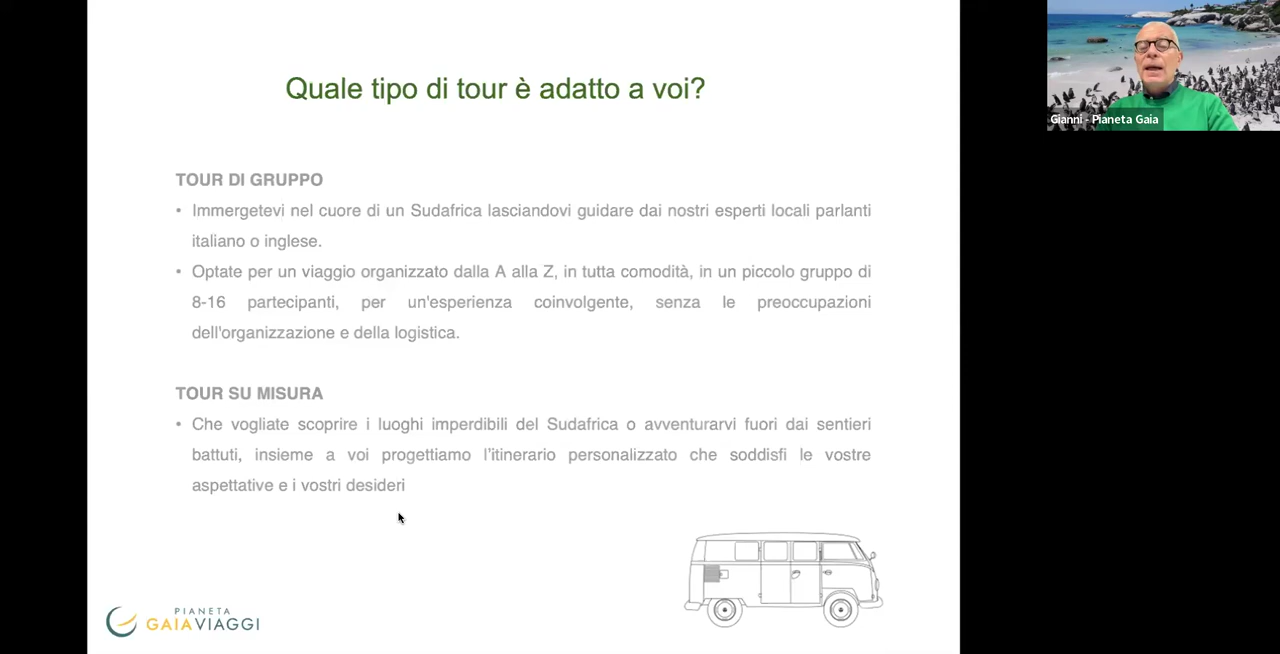 Quale tipo di tour è adatto a voi?
TOUR DI GRUPPO
• Immergetevi nel cuore di un Sudafrica lasciandovi guidare dai nostri esperti locali parlanti
italiano o inglese.
• Optate per un viaggio organizzato dalla A alla Z, in tutta comodità, in un piccolo gruppo di
8-16 partecipanti, per un'esperienza coinvolgente, senza le preoccupazioni
dell'organizzazione e della logistica.
TOUR SU MISURA
• Che vogliate scoprire i luoghi imperdibili del Sudafrica o avventurarvi fuori dai sentieri
battuti, insieme a voi progettiamo l'itinerario personalizzato che soddisfi le vostre
aspettative e i vostri desideri
PIANETA
GAIAVIAGGI
Gianni - Pianeta Gaia